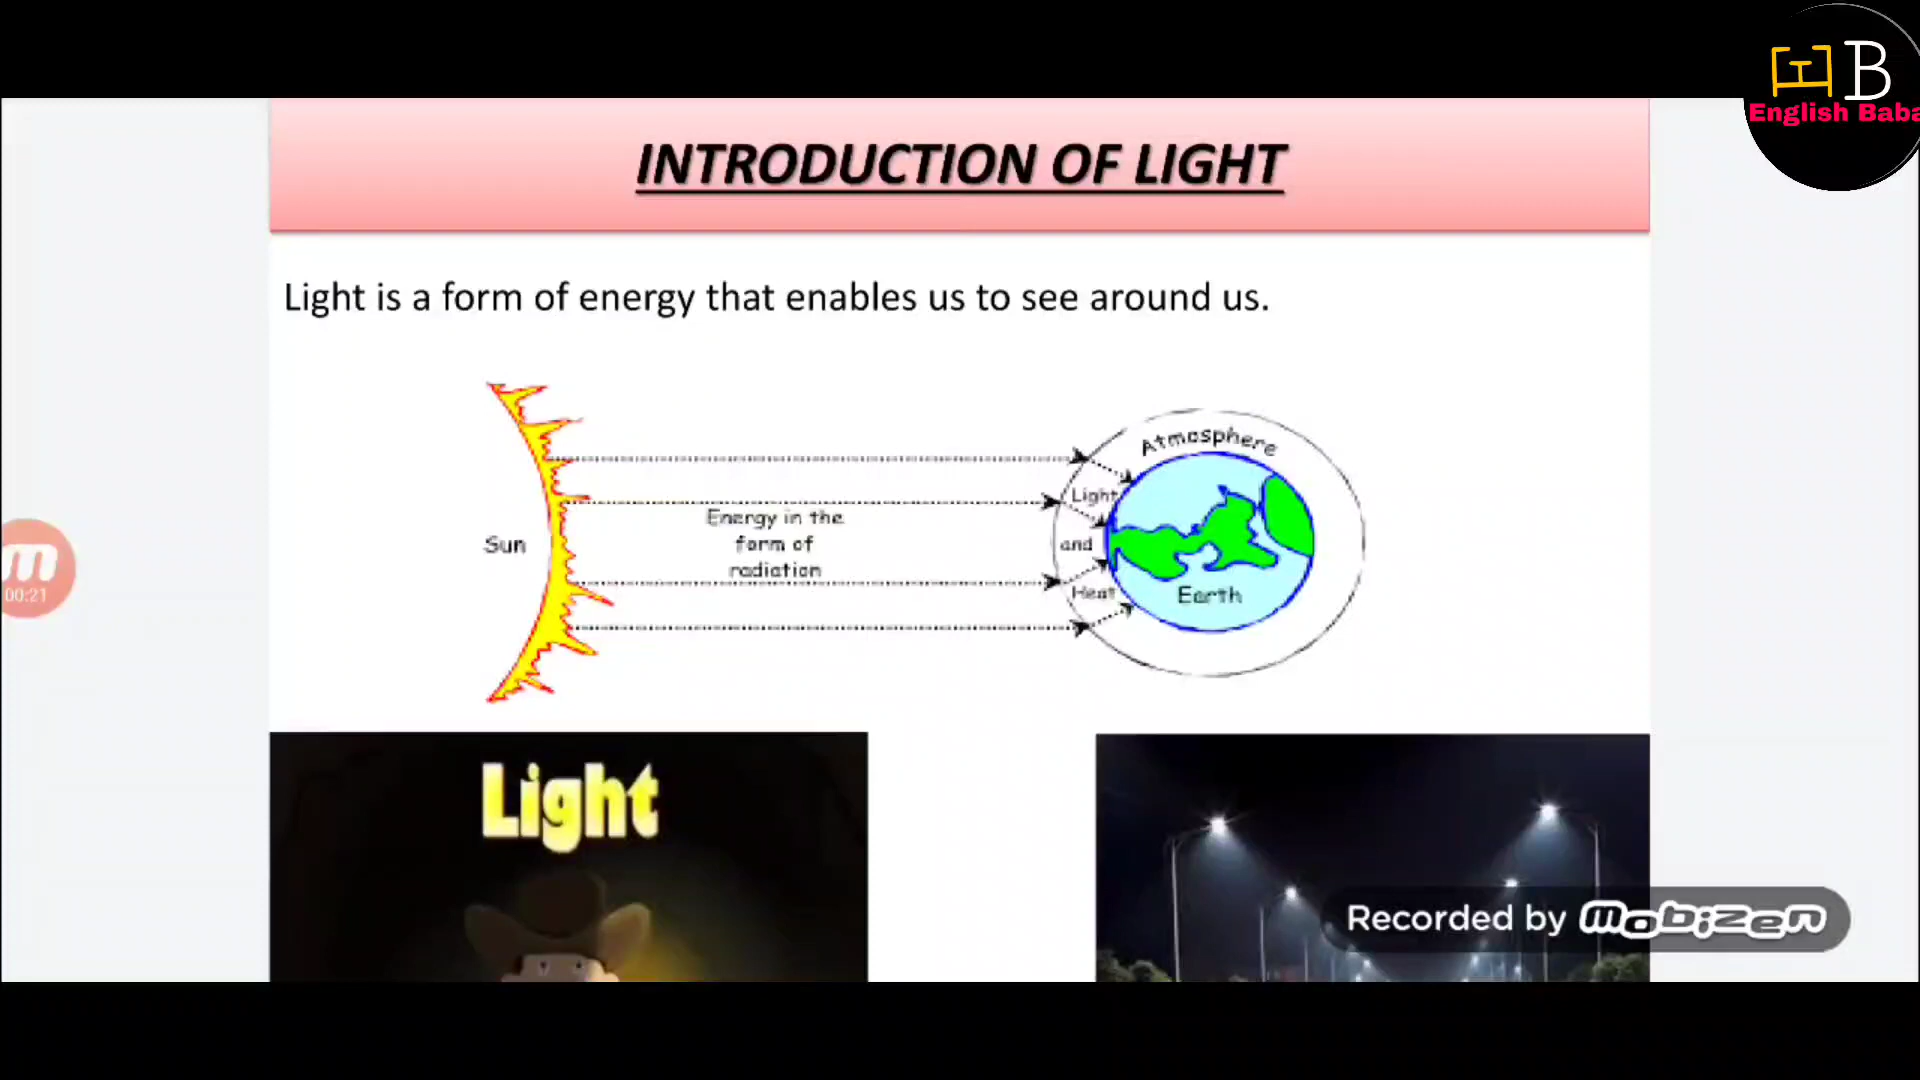 B
English Baba
INTRODUCTION OF LIGHT
Light is a form of energy that enables us to see around us.
Atmosphere
Light
Energy in the
form of
radiation
Sun
and
Heat
Earth
00:21
Light
Recorded by mobizen